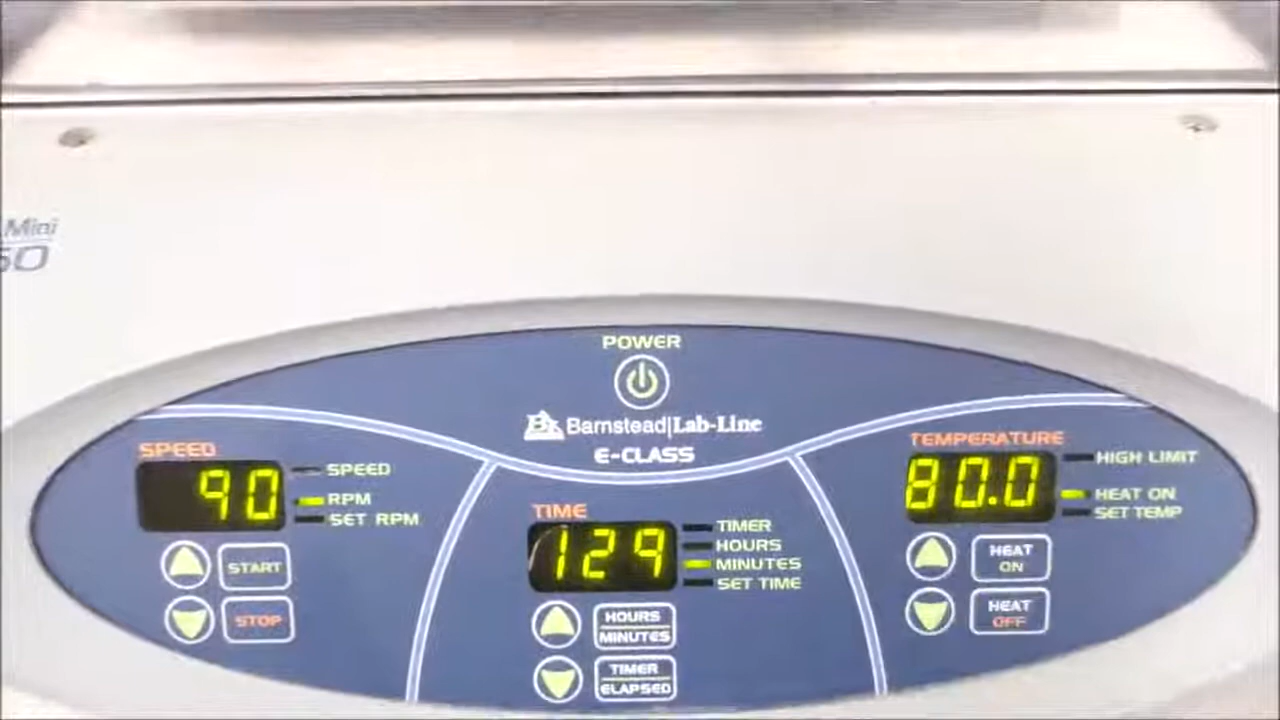 Mini
50
POWER
Barnstead|Lab-Line
E-CLASS
SPEED
90
SPEED
RPM
SET RPM
START
STOP
TIME
129
TIMER
HOURS
MINUTES
SET TIME
HOURS
MINUTES
TIMER
ELAPSED
TEMPERATURE
80.0
HIGH LIMIT
HEAT ON
SET TEMP
HEAT
ON
HEAT
OFF